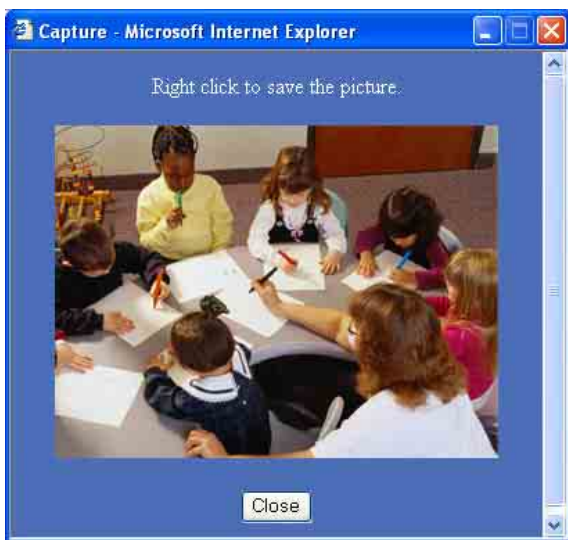 Capture - Microsoft Internet Explorer
Right click to save the picture.
Close